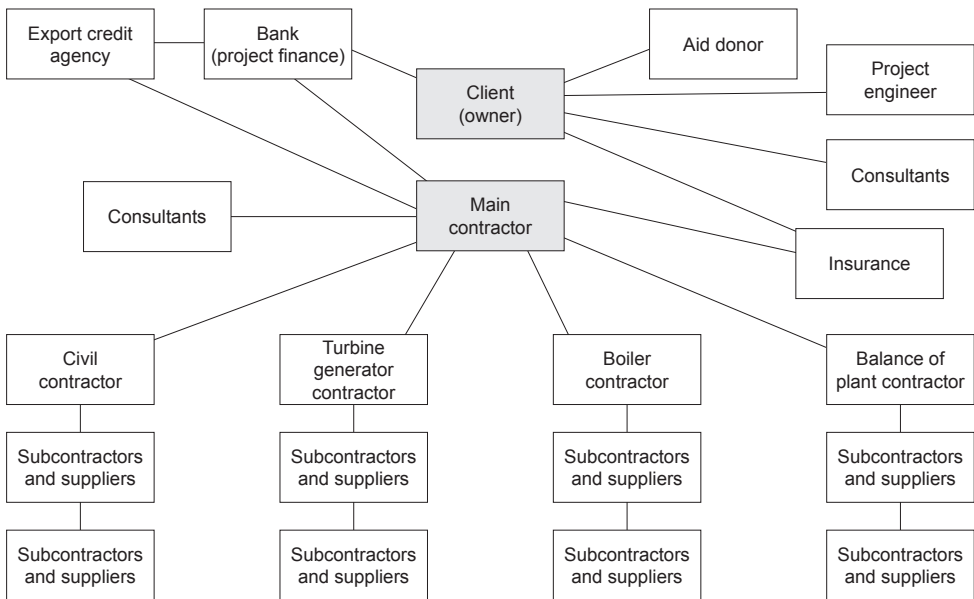 Export credit
agency
Bank
(project finance)
Aid donor
Client
(owner)
Project
engineer
Consultants
Consultants
Main
contractor
Insurance
Civil
contractor
Turbine
generator
contractor
Boiler
contractor
Balance of
plant contractor
Subcontractors
and suppliers
Subcontractors
and suppliers
Subcontractors
and suppliers
Subcontractors
and suppliers
Subcontractors
and suppliers
Subcontractors
and suppliers
Subcontractors
and suppliers
Subcontractors
and suppliers